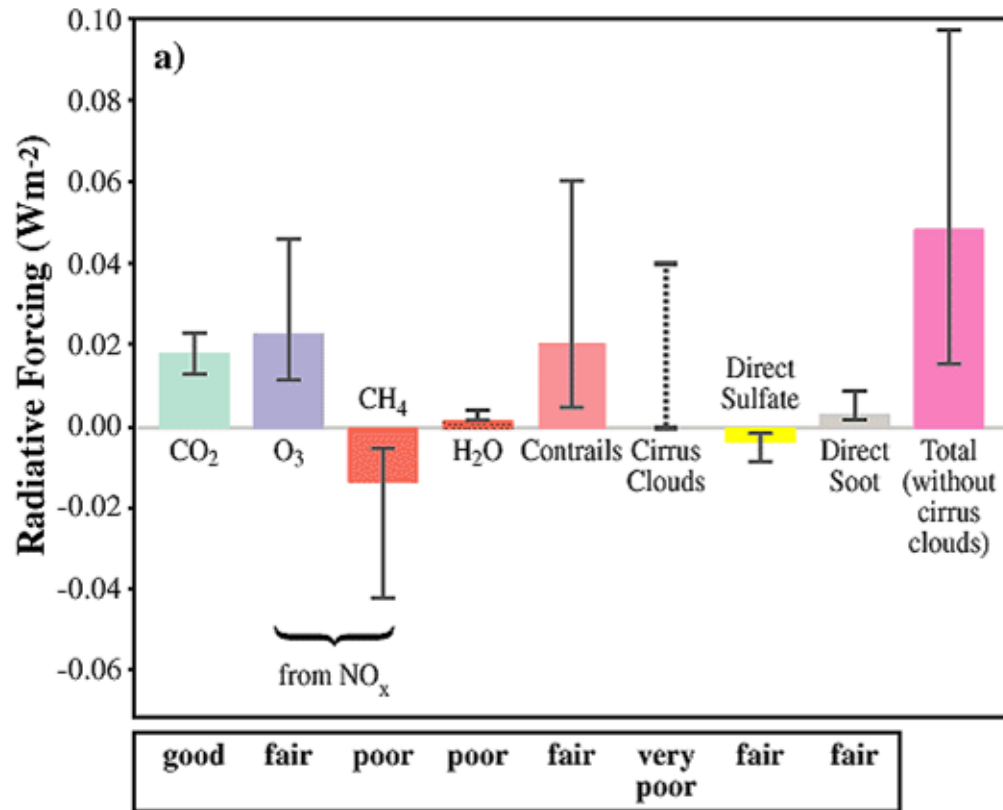 a)
Radiative Forcing (Wm-2)
0.10
0.08
0.06
0.04
0.02
0.00
-0.02
-0.04
-0.06
CO2
O3
CH4
H2O
Contrails
Cirrus
Clouds
Direct
Sulfate
Direct
Soot
Total
(without
cirrus
clouds)
from NOx
good fair poor poor fair very poor fair fair